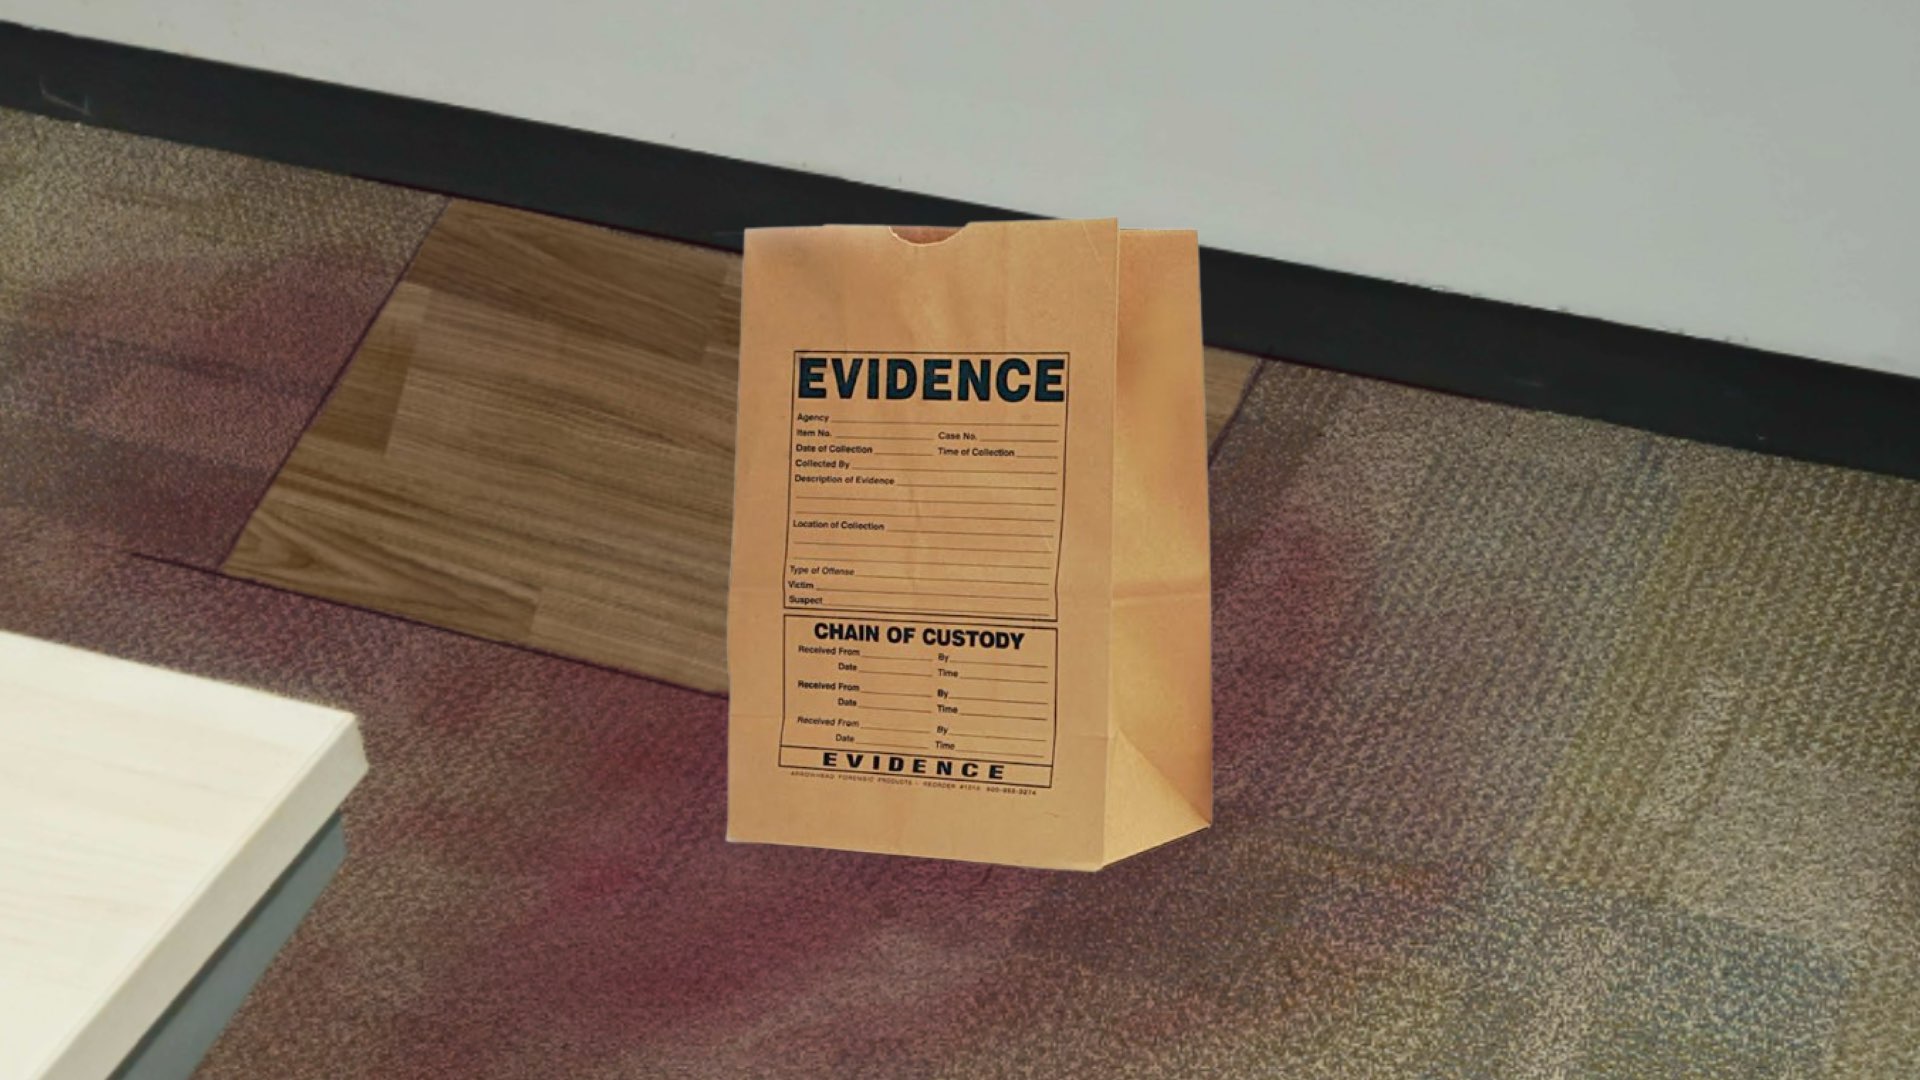 EVIDENCE
Agency
Item No. Case No.
Date of Collection Time of Collection
Collected By
Description of Evidence
Location of Collection
Type of Offense
Victim
Suspect
CHAIN OF CUSTODY
Received From By
Date Time
Received From By
Date Time
Received From By
Date Time
EVIDENCE
ARROWHEAD FORENSIC PRODUCTS - REORDER